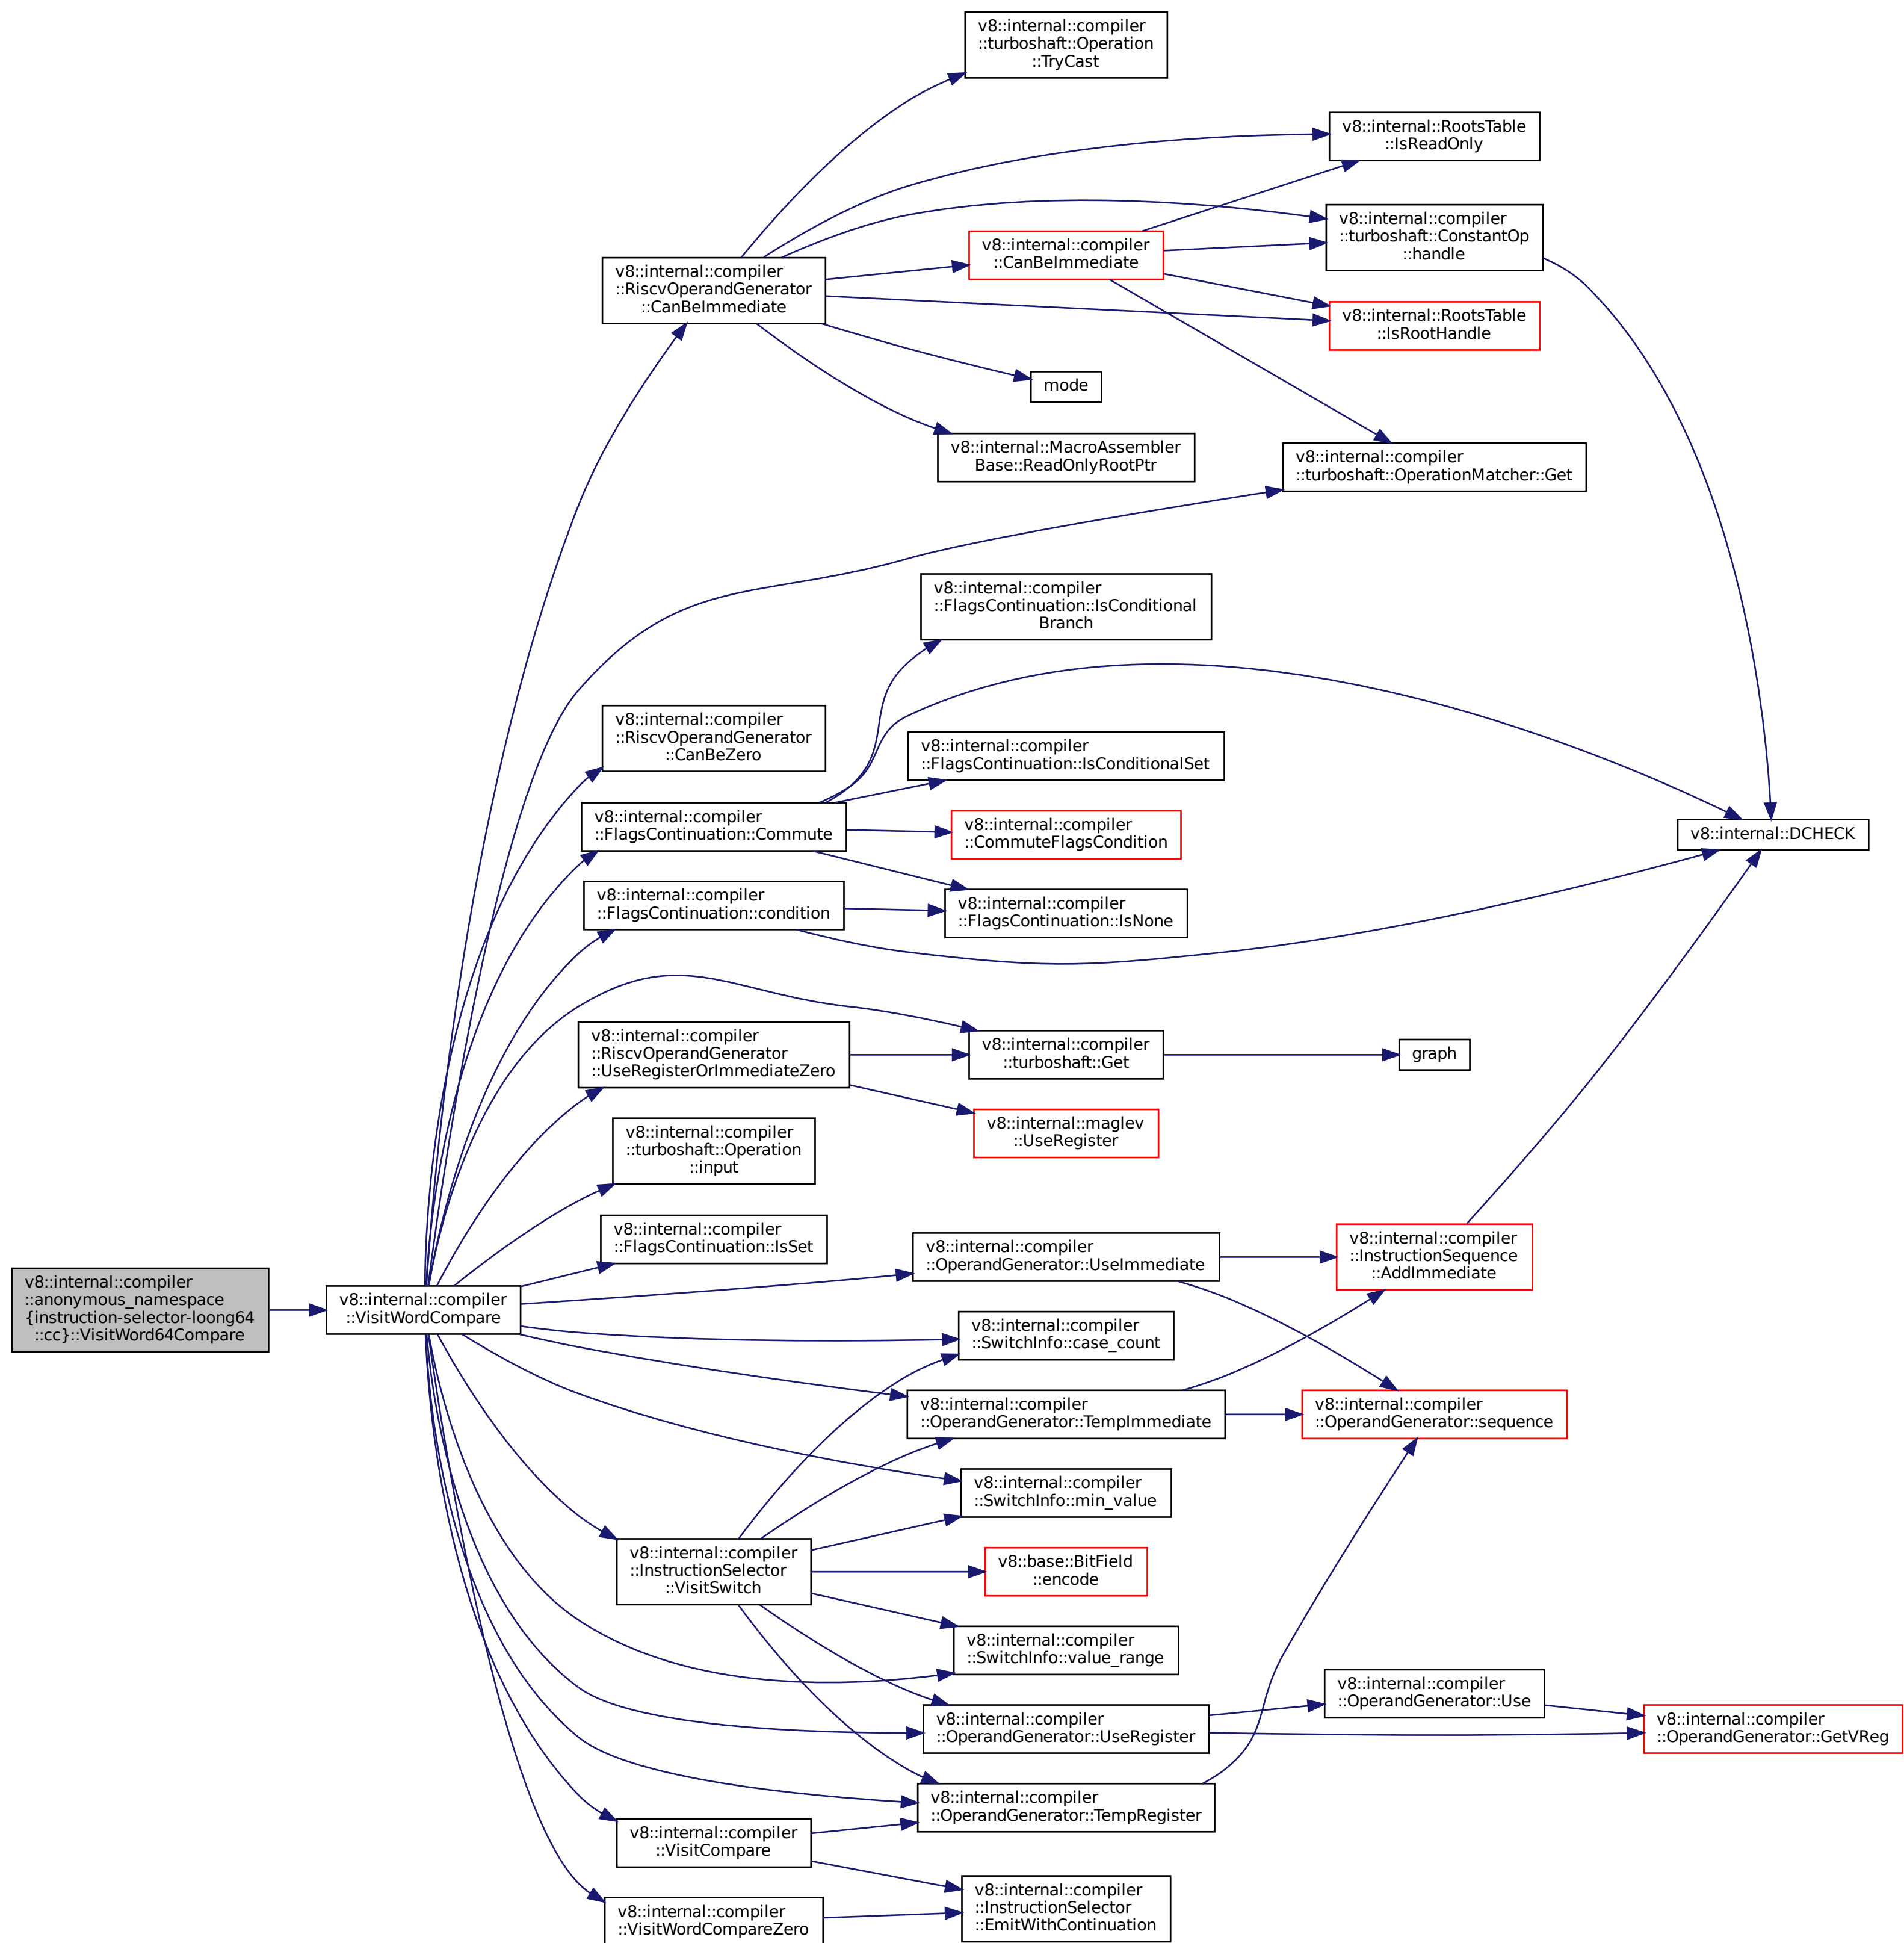 v8::internal::compiler
::turboshaft::Operation
::TryCast
v8::internal::RootsTable
::IsReadOnly
v8::internal::compiler
::turboshaft::ConstantOp
::handle
v8::internal::compiler
::CanBeImmediate
v8::internal::compiler
::RiscvOperandGenerator
::CanBeImmediate
v8::internal::RootsTable
::IsRootHandle
mode
v8::internal::MacroAssembler
Base::ReadOnlyRootPtr
v8::internal::compiler
::turboshaft::OperationMatcher::Get
v8::internal::compiler
::FlagsContinuation::IsConditional
Branch
v8::internal::compiler
::RiscvOperandGenerator
::CanBeZero
v8::internal::compiler
::FlagsContinuation::IsConditionalSet
v8::internal::compiler
::FlagsContinuation::Commute
v8::internal::compiler
::CommuteFlagsCondition
v8::internal::DCHECK
v8::internal::compiler
::FlagsContinuation::condition
v8::internal::compiler
::FlagsContinuation::IsNone
v8::internal::compiler
::RiscvOperandGenerator
::UseRegisterOrImmediateZero
v8::internal::compiler
::turboshaft::Get
graph
v8::internal::maglev
::UseRegister
v8::internal::compiler
::turboshaft::Operation
::input
v8::internal::compiler
::FlagsContinuation::IsSet
v8::internal::compiler
::OperandGenerator::UseImmediate
v8::internal::compiler
::InstructionSequence
::AddImmediate
v8::internal::compiler
::anonymous_namespace
{instruction-selector-loong64
::cc}::VisitWord64Compare
v8::internal::compiler
::VisitWordCompare
v8::internal::compiler
::SwitchInfo::case_count
v8::internal::compiler
::OperandGenerator::TempImmediate
v8::internal::compiler
::OperandGenerator::sequence
v8::internal::compiler
::SwitchInfo::min_value
v8::internal::compiler
::InstructionSelector
::VisitSwitch
v8::base::BitField
::encode
v8::internal::compiler
::SwitchInfo::value_range
v8::internal::compiler
::OperandGenerator::Use
v8::internal::compiler
::OperandGenerator::UseRegister
v8::internal::compiler
::OperandGenerator::GetVReg
v8::internal::compiler
::OperandGenerator::TempRegister
v8::internal::compiler
::VisitCompare
v8::internal::compiler
::InstructionSelector
::EmitWithContinuation
v8::internal::compiler
::VisitWordCompareZero